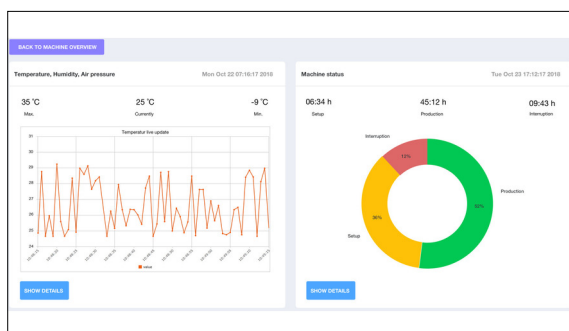 BACK TO MACHINE OVERVIEW
Temperature, Humidity, Air pressure
Mon Oct 22 07:16:17 2018
35 °C
25 °C
-9 °C
Max.
Currently
Min.
Temperatur live update
31
30
29
28
27
26
25
24
value
SHOW DETAILS
Machine status
Tue Oct 23 17:12:17 2018
06:34 h
45:12 h
09:43 h
Setup
Production
Interruption
Interruption
Production
36%
Setup
SHOW DETAILS